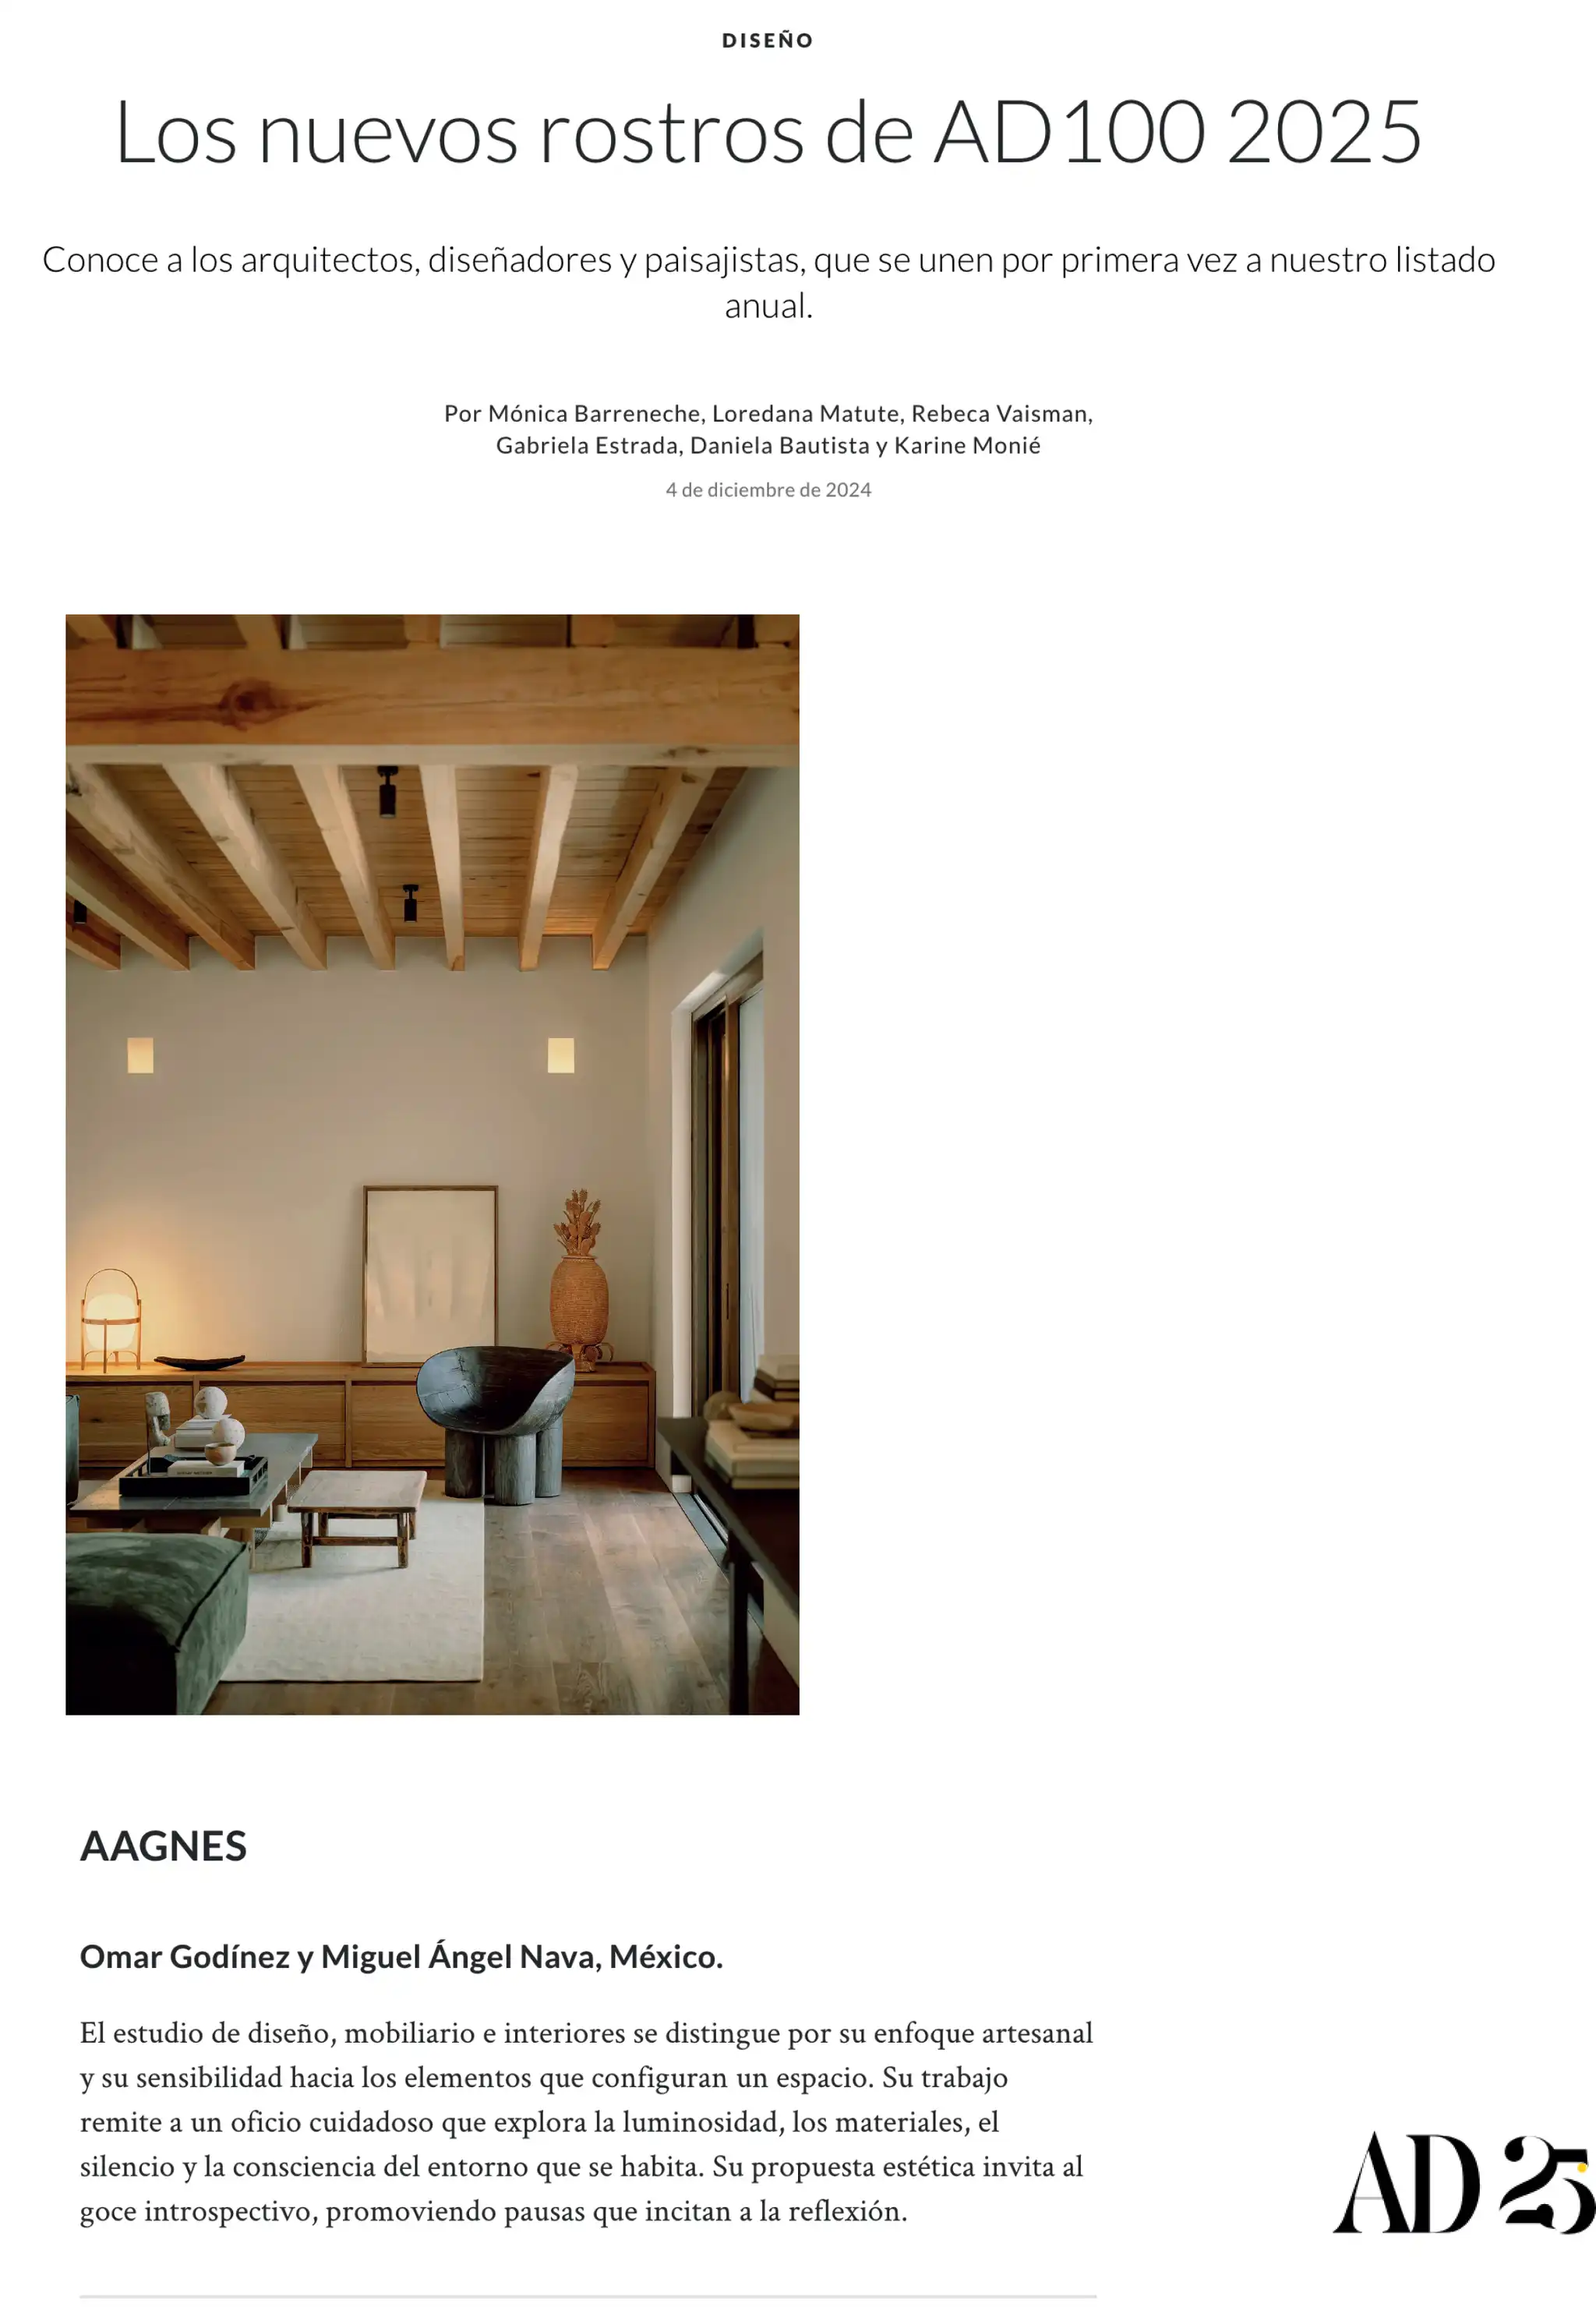 DISEÑO
Los nuevos rostros de AD100 2025
Conoce a los arquitectos, diseñadores y paisajistas, que se unen por primera vez a nuestro listado
anual.
Por Mónica Barreneche, Loredana Matute, Rebeca Vaisman,
Gabriela Estrada, Daniela Bautista y Karine Monié
4 de diciembre de 2024
AAGNES
Omar Godínez y Miguel Ángel Nava, México.
El estudio de diseño, mobiliario e interiores se distingue por su enfoque artesanal
y su sensibilidad hacia los elementos que configuran un espacio. Su trabajo
remite a un oficio cuidadoso que explora la luminosidad, los materiales, el
silencio y la consciencia del entorno que se habita. Su propuesta estética invita al
goce introspectivo, promoviendo pausas que incitan a la reflexión.
AD 25